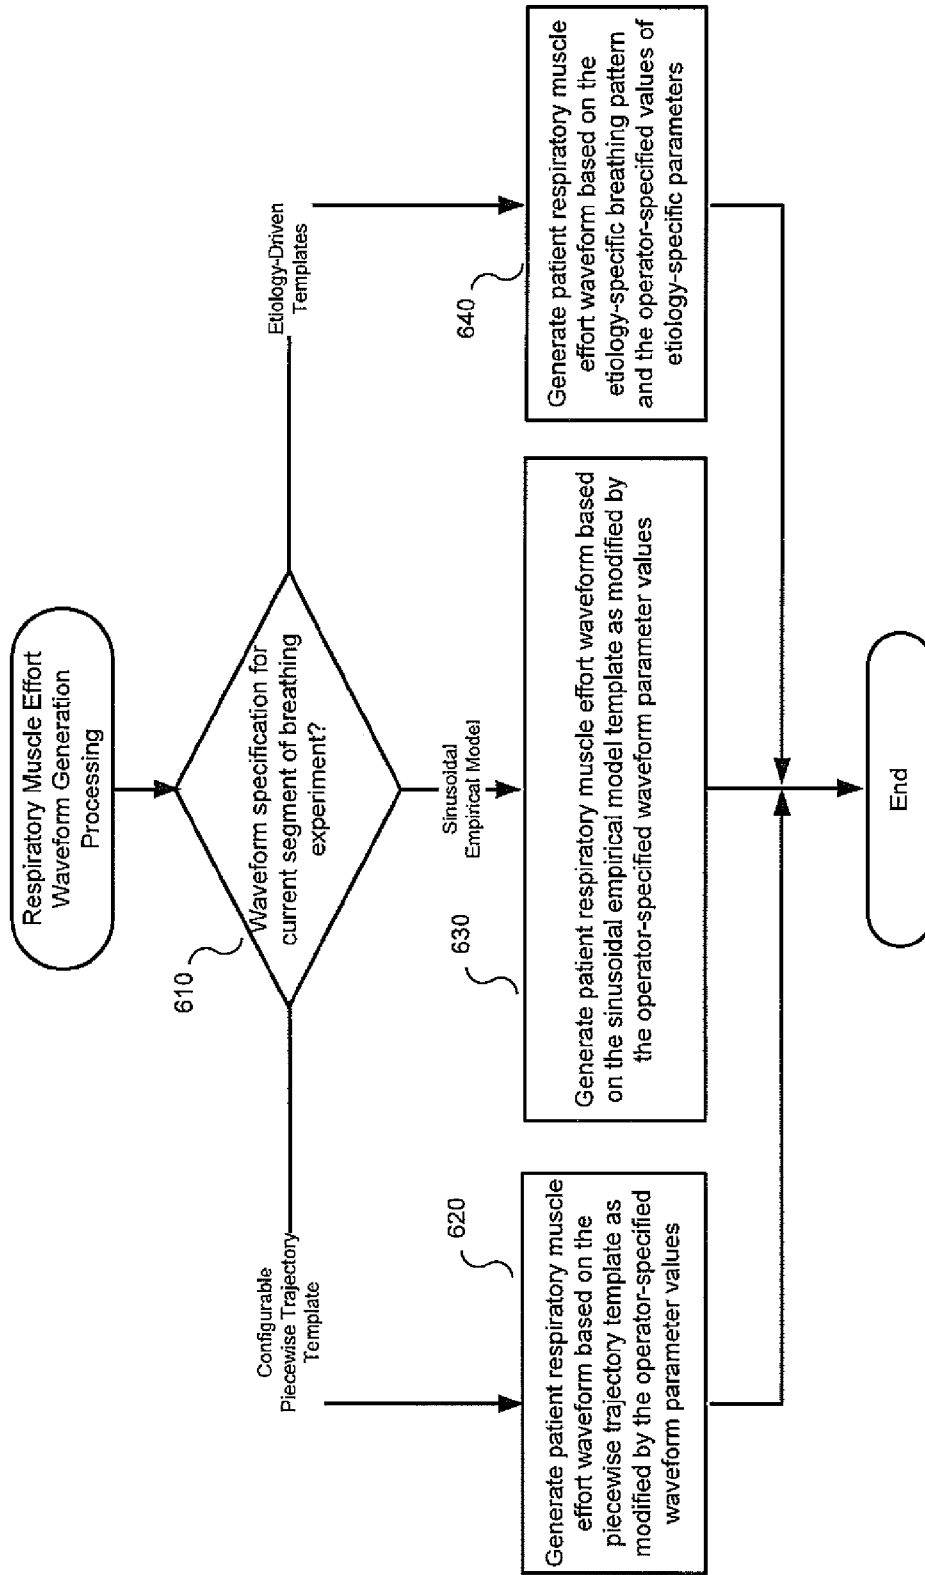 Respiratory Muscle Effort
Waveform Generation
Processing
610
Waveform specification for
current segment of breathing
experiment?
Configurable
Piecewise Trajectory
Template
Sinusoidal
Empirical Model
Etiology-Driven
Templates
620
Generate patient respiratory muscle
effort waveform based on the
piecewise trajectory template as
modified by the operator-specified
waveform parameter values
630
Generate patient respiratory muscle effort waveform based
on the sinusoidal empirical model template as modified by
the operator-specified waveform parameter values
640
Generate patient respiratory muscle
effort waveform based on the
etiology-specific breathing pattern
and the operator-specified values of
etiology-specific parameters
End